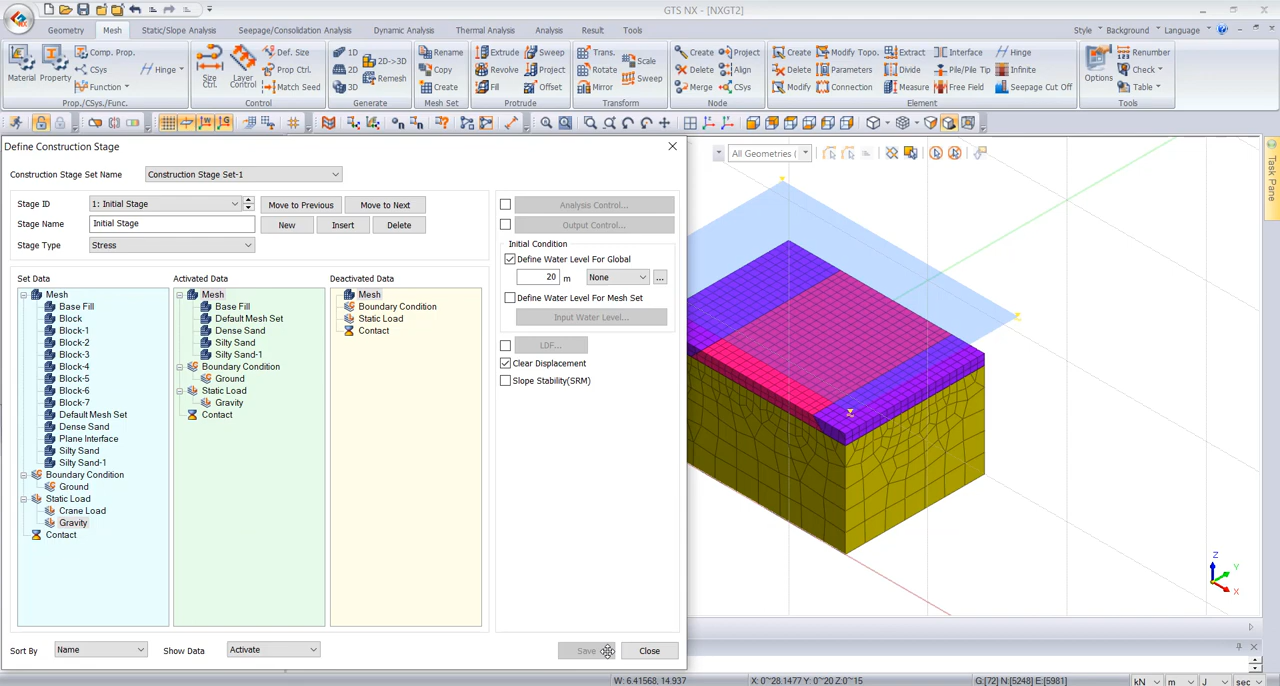 GTS NX - [NXGT2]
Geometry Mesh Static/Slope Analysis Seepage/Consolidation Analysis Dynamic Analysis Thermal Analysis Analysis Result Tools Style Background Language
Comp. Prop. Def. Size 1D Rename Extrude Sweep Trans. Create Project Create Modify Topo. Extract Interface Hinge Renumber
CSys Hinge Prop Ctrl. 2D 2D->3D Copy Revolve Project Rotate Scale Delete Align Delete Parameters Divide Pile/Pile Tip Infinite Check
Material Property Function Size Ctrl. Layer Control Match Seed 3D Remesh Create Fill Offset Mirror Sweep Merge CSys Modify Connection Measure Free Field Seepage Cut Off Options Table
Prop./CSys./Func. Control Generate Mesh Set Protrude Transform Node Element Tools
Define Construction Stage
All Geometries (
Task Pane
Construction Stage Set Name Construction Stage Set-1
Stage ID 1: Initial Stage Move to Previous Move to Next
Stage Name Initial Stage New Insert Delete
Stage Type Stress
Analysis Control...
Output Control...
Initial Condition
Define Water Level For Global
20 m None ...
Define Water Level For Mesh Set
Input Water Level...
LDF...
Clear Displacement
Slope Stability(SRM)
Set Data
Mesh
Base Fill
Block
Block-1
Block-2
Block-3
Block-4
Block-5
Block-6
Block-7
Default Mesh Set
Dense Sand
Plane Interface
Silty Sand
Silty Sand-1
Boundary Condition
Ground
Static Load
Crane Load
Gravity
Contact
Activated Data
Mesh
Base Fill
Default Mesh Set
Dense Sand
Silty Sand
Silty Sand-1
Boundary Condition
Ground
Static Load
Gravity
Contact
Deactivated Data
Mesh
Boundary Condition
Static Load
Contact
Sort By Name Show Data Activate Save Close
Z
Y
X
W: 6.41568, 14.937 X: 0~28.1477 Y: 0~20 Z:0~15 G:[72] N:[5248] E:[5981] kN m J sec